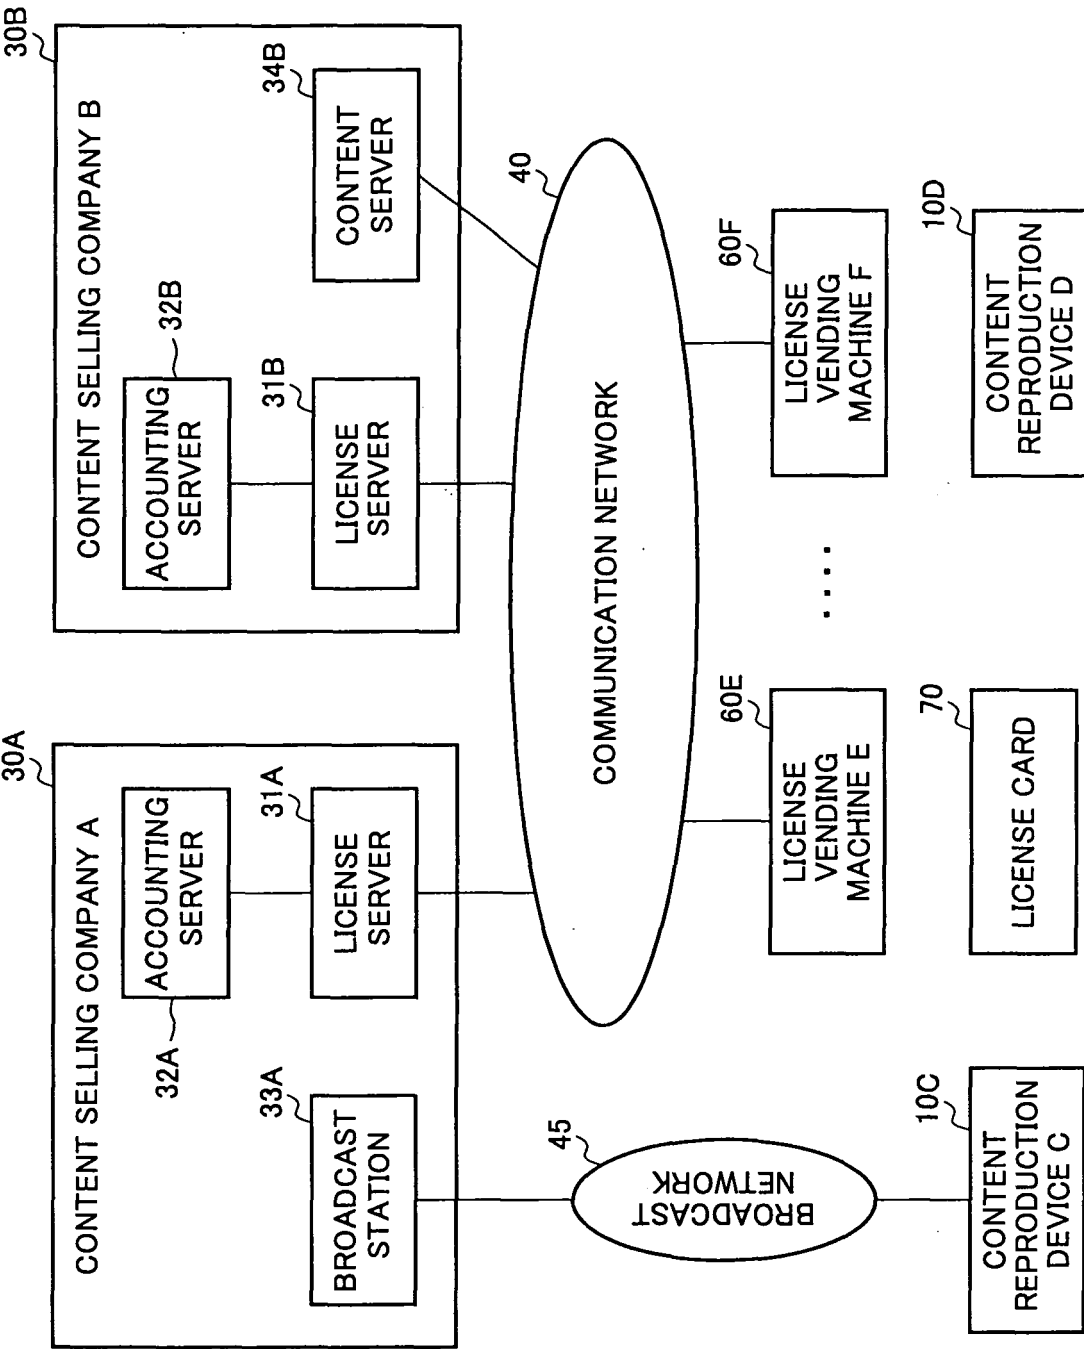 30A
CONTENT SELLING COMPANY A
ACCOUNTING
SERVER
32A
33A
BROADCAST
STATION
31A
LICENSE
SERVER
30B
CONTENT SELLING COMPANY B
32B
ACCOUNTING
SERVER
31B
LICENSE
SERVER
34B
CONTENT
SERVER
45
BROADCAST
NETWORK
40
COMMUNICATION NETWORK
60E
LICENSE
VENDING
MACHINE E
....
60F
LICENSE
VENDING
MACHINE F
10C
CONTENT
REPRODUCTION
DEVICE C
70
LICENSE CARD
10D
CONTENT
REPRODUCTION
DEVICE D